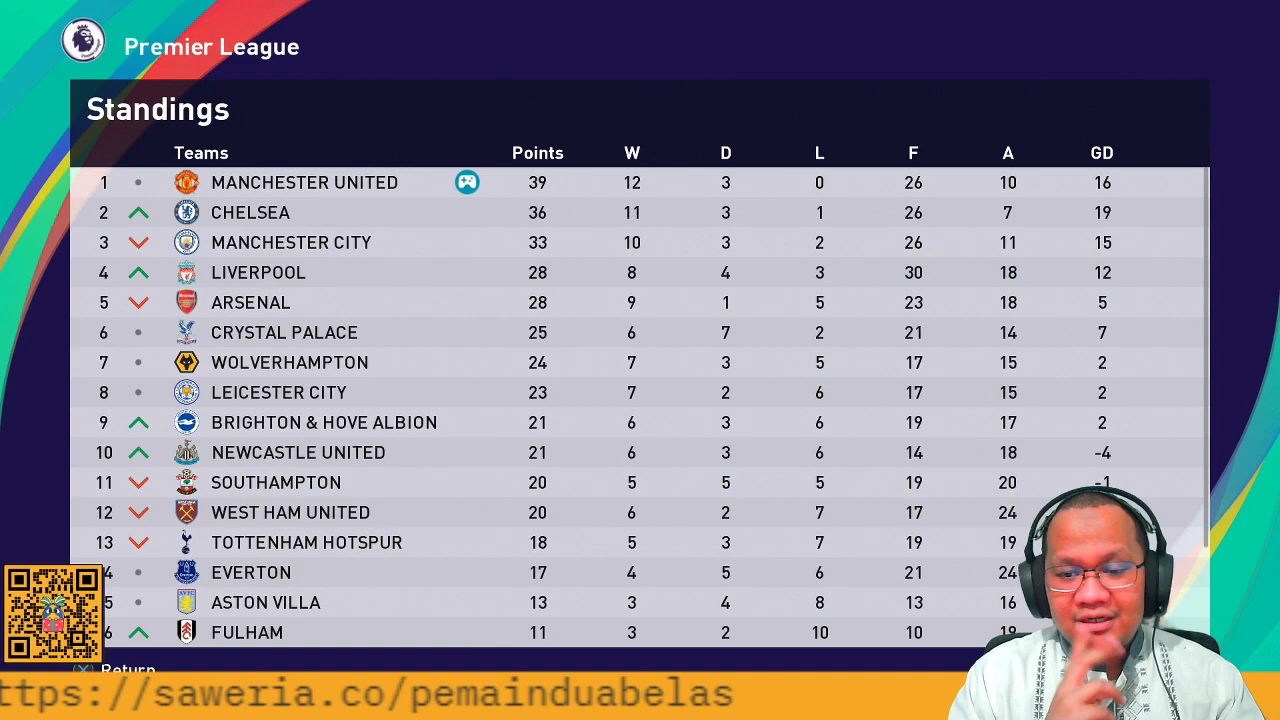 Premier League
Standings
Teams Points W D L F A GD
1 MANCHESTER UNITED 39 12 3 0 26 10 16
2 CHELSEA 36 11 3 1 26 7 19
3 MANCHESTER CITY 33 10 3 2 26 11 15
4 LIVERPOOL 28 8 4 3 30 18 12
5 ARSENAL 28 9 1 5 23 18 5
6 CRYSTAL PALACE 25 6 7 2 21 14 7
7 WOLVERHAMPTON 24 7 3 5 17 15 2
8 LEICESTER CITY 23 7 2 6 17 15 2
9 BRIGHTON & HOVE ALBION 21 6 3 6 19 17 2
10 NEWCASTLE UNITED 21 6 3 6 14 18 -4
11 SOUTHAMPTON 20 5 5 5 19 20 -1
12 WEST HAM UNITED 20 6 2 7 17 24
13 TOTTENHAM HOTSPUR 18 5 3 7 19 19
4 EVERTON 17 4 5 6 21 24
5 ASTON VILLA 13 3 4 8 13 16
6 FULHAM 11 3 2 10 10
Return
ttps://saweria.co/pemainduabelas